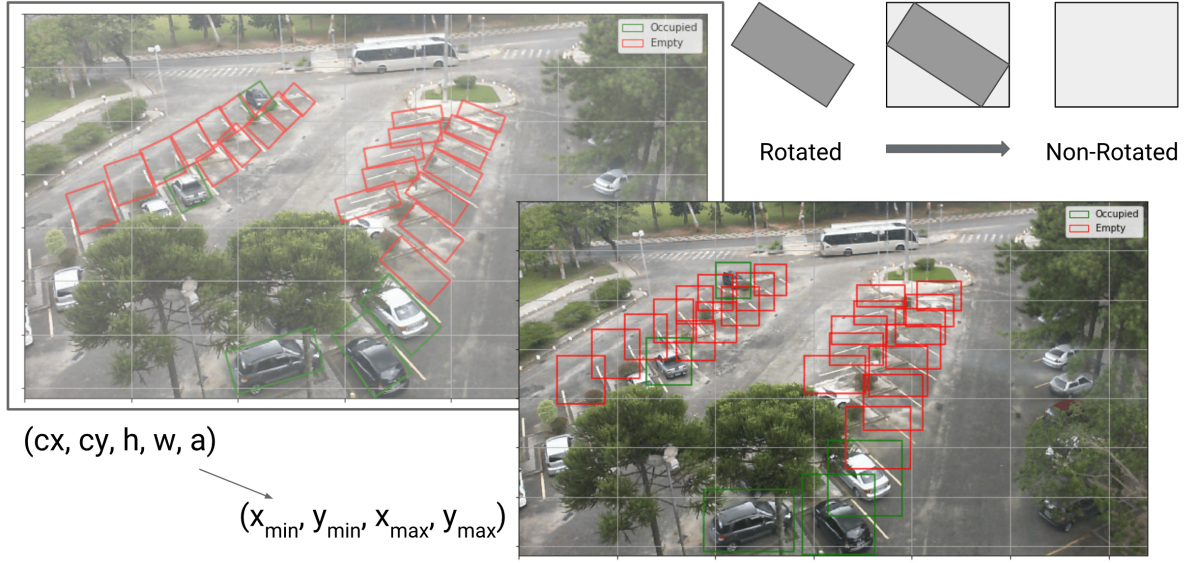 Occupied
Empty
Rotated
Non-Rotated
Occupied
Empty
(cx, cy, h, w, a)
(xmin, ymin, xmax, ymax)